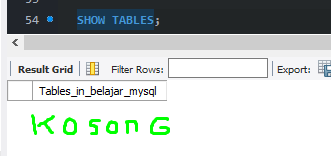 54 SHOW TABLES;
Result Grid Filter Rows: Export:
Tables_in_belajar_mysql
KosonG